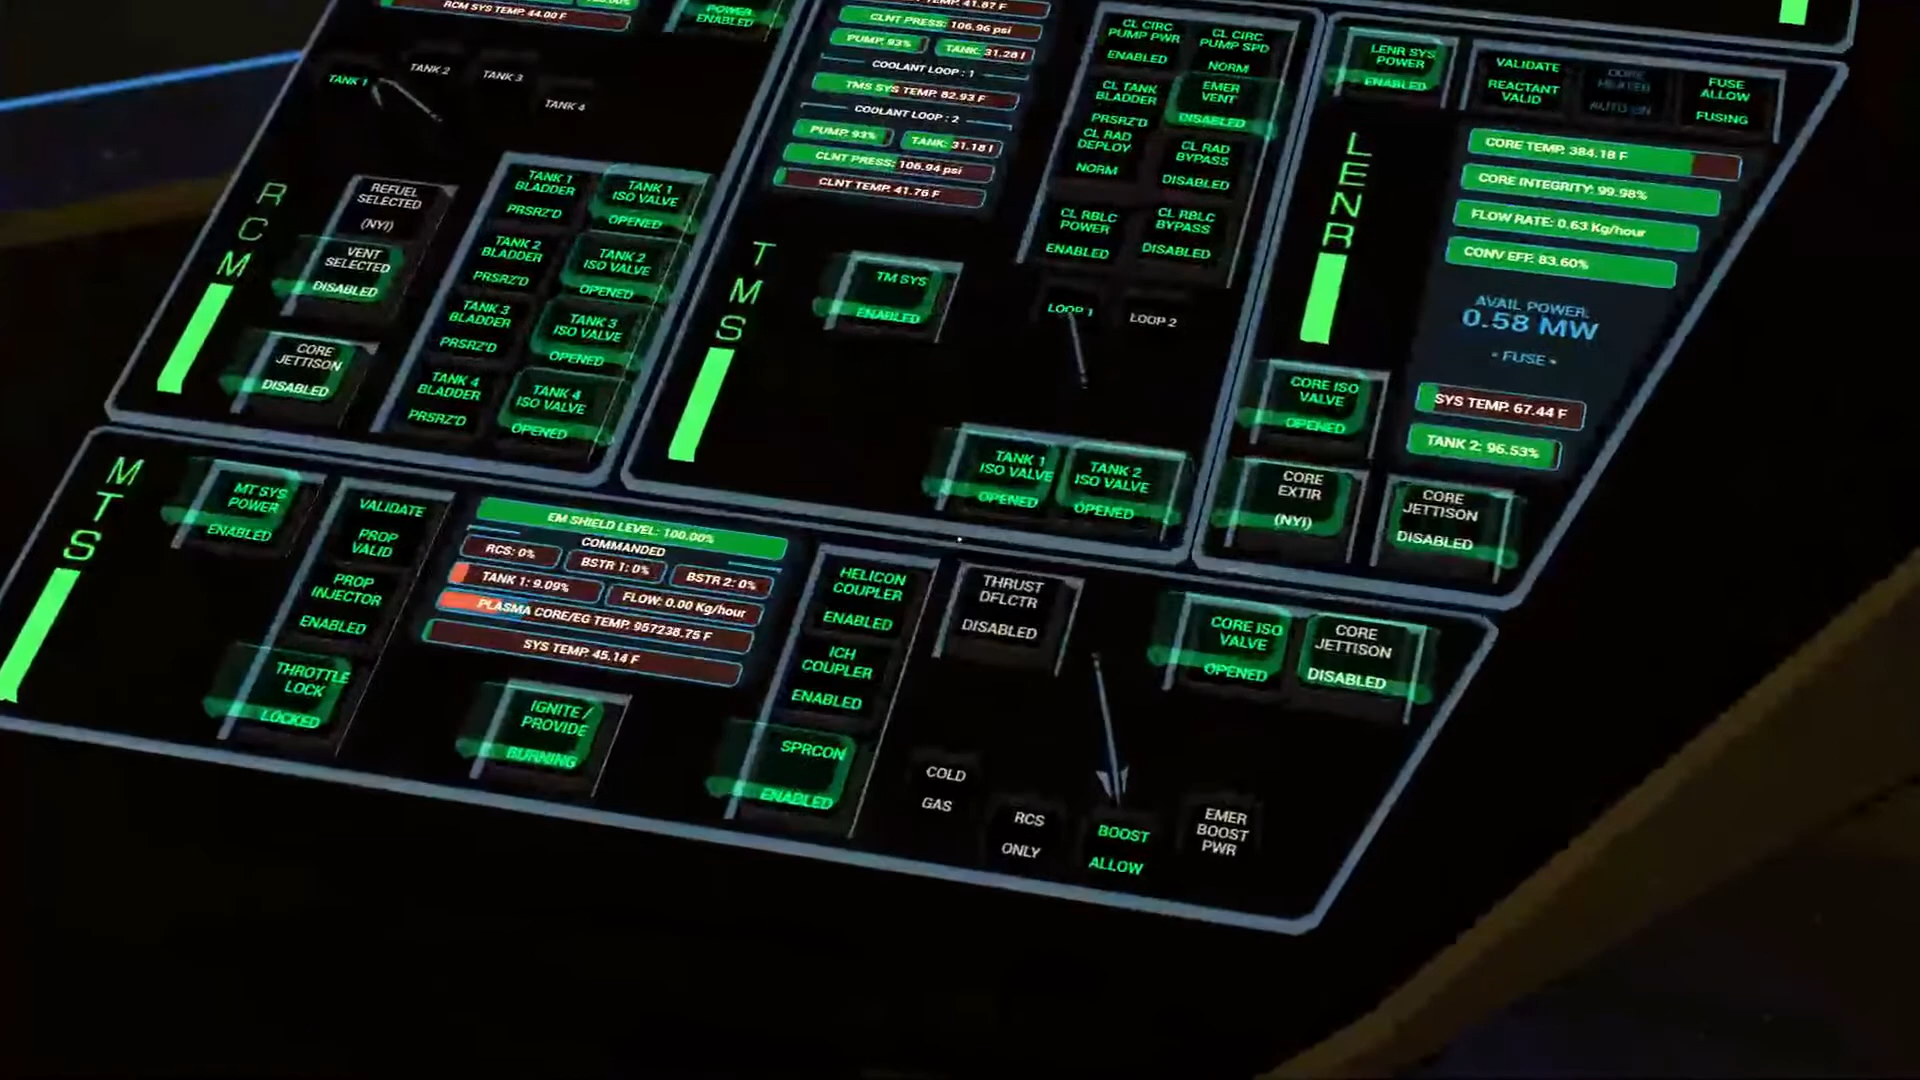 RCM SYS TEMP: 44.00 F
POWER
ENABLED
TANK 1
TANK 2
TANK 3
TANK 4
RCM
REFUEL
SELECTED
(NYI)
VENT
SELECTED
DISABLED
CORE
JETTISON
DISABLED
TANK 1
BLADDER
PRSRZ'D
TANK 1
ISO VALVE
OPENED
TANK 2
BLADDER
PRSRZ'D
TANK 2
ISO VALVE
OPENED
TANK 3
BLADDER
PRSRZ'D
TANK 3
ISO VALVE
OPENED
TANK 4
BLADDER
PRSRZ'D
TANK 4
ISO VALVE
OPENED
CLNT PRESS: 106.96 psi
PUMP: 93%
TANK: 31.28 l
COOLANT LOOP : 1
TMS SYS TEMP: 82.93 F
COOLANT LOOP : 2
PUMP: 93%
TANK: 31.18 l
CLNT PRESS: 106.94 psi
CLNT TEMP: 41.76 F
CL CIRC
PUMP PWR
ENABLED
CL CIRC
PUMP SPD
NORM
CL TANK
BLADDER
PRSRZ'D
EMER
VENT
DISABLED
CL RAD
DEPLOY
NORM
CL RAD
BYPASS
DISABLED
CL RBLC
POWER
ENABLED
CL RBLC
BYPASS
DISABLED
TMS
TM SYS
ENABLED
LOOP 1
LOOP 2
TANK 1
ISO VALVE
OPENED
TANK 2
ISO VALVE
OPENED
LENR SYS
POWER
ENABLED
VALIDATE
REACTANT
VALID
CORE
HEATER
AUTO ON
FUSE
ALLOW
FUSING
LENR
CORE TEMP: 384.18 F
CORE INTEGRITY: 99.98%
FLOW RATE: 0.63 Kg/hour
CONV EFF: 83.60%
AVAIL POWER:
0.58 MW
- FUSE -
SYS TEMP: 67.44 F
TANK 2: 96.53%
CORE ISO
VALVE
OPENED
CORE
EXTIR
(NYI)
CORE
JETTISON
DISABLED
MTS
MT SYS
POWER
ENABLED
VALIDATE
PROP
VALID
PROP
INJECTOR
ENABLED
THROTTLE
LOCK
LOCKED
EM SHIELD LEVEL: 100.00%
COMMANDED
RCS: 0%
BSTR 1: 0%
BSTR 2: 0%
TANK 1: 9.09%
FLOW: 0.00 Kg/hour
PLASMA CORE/EG TEMP: 957238.75 F
SYS TEMP: 45.14 F
IGNITE /
PROVIDE
BURNING
HELICON
COUPLER
ENABLED
ICH
COUPLER
ENABLED
SPRCON
ENABLED
THRUST
DFLCTR
DISABLED
CORE ISO
VALVE
OPENED
CORE
JETTISON
DISABLED
COLD
GAS
RCS
ONLY
BOOST
ALLOW
EMER
BOOST
PWR